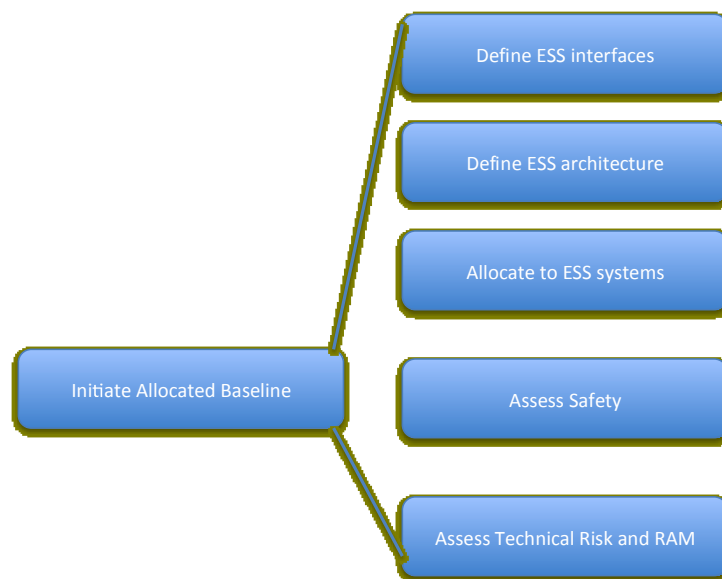 Define ESS interfaces
Define ESS architecture
Allocate to ESS systems
Initiate Allocated Baseline
Assess Safety
Assess Technical Risk and RAM